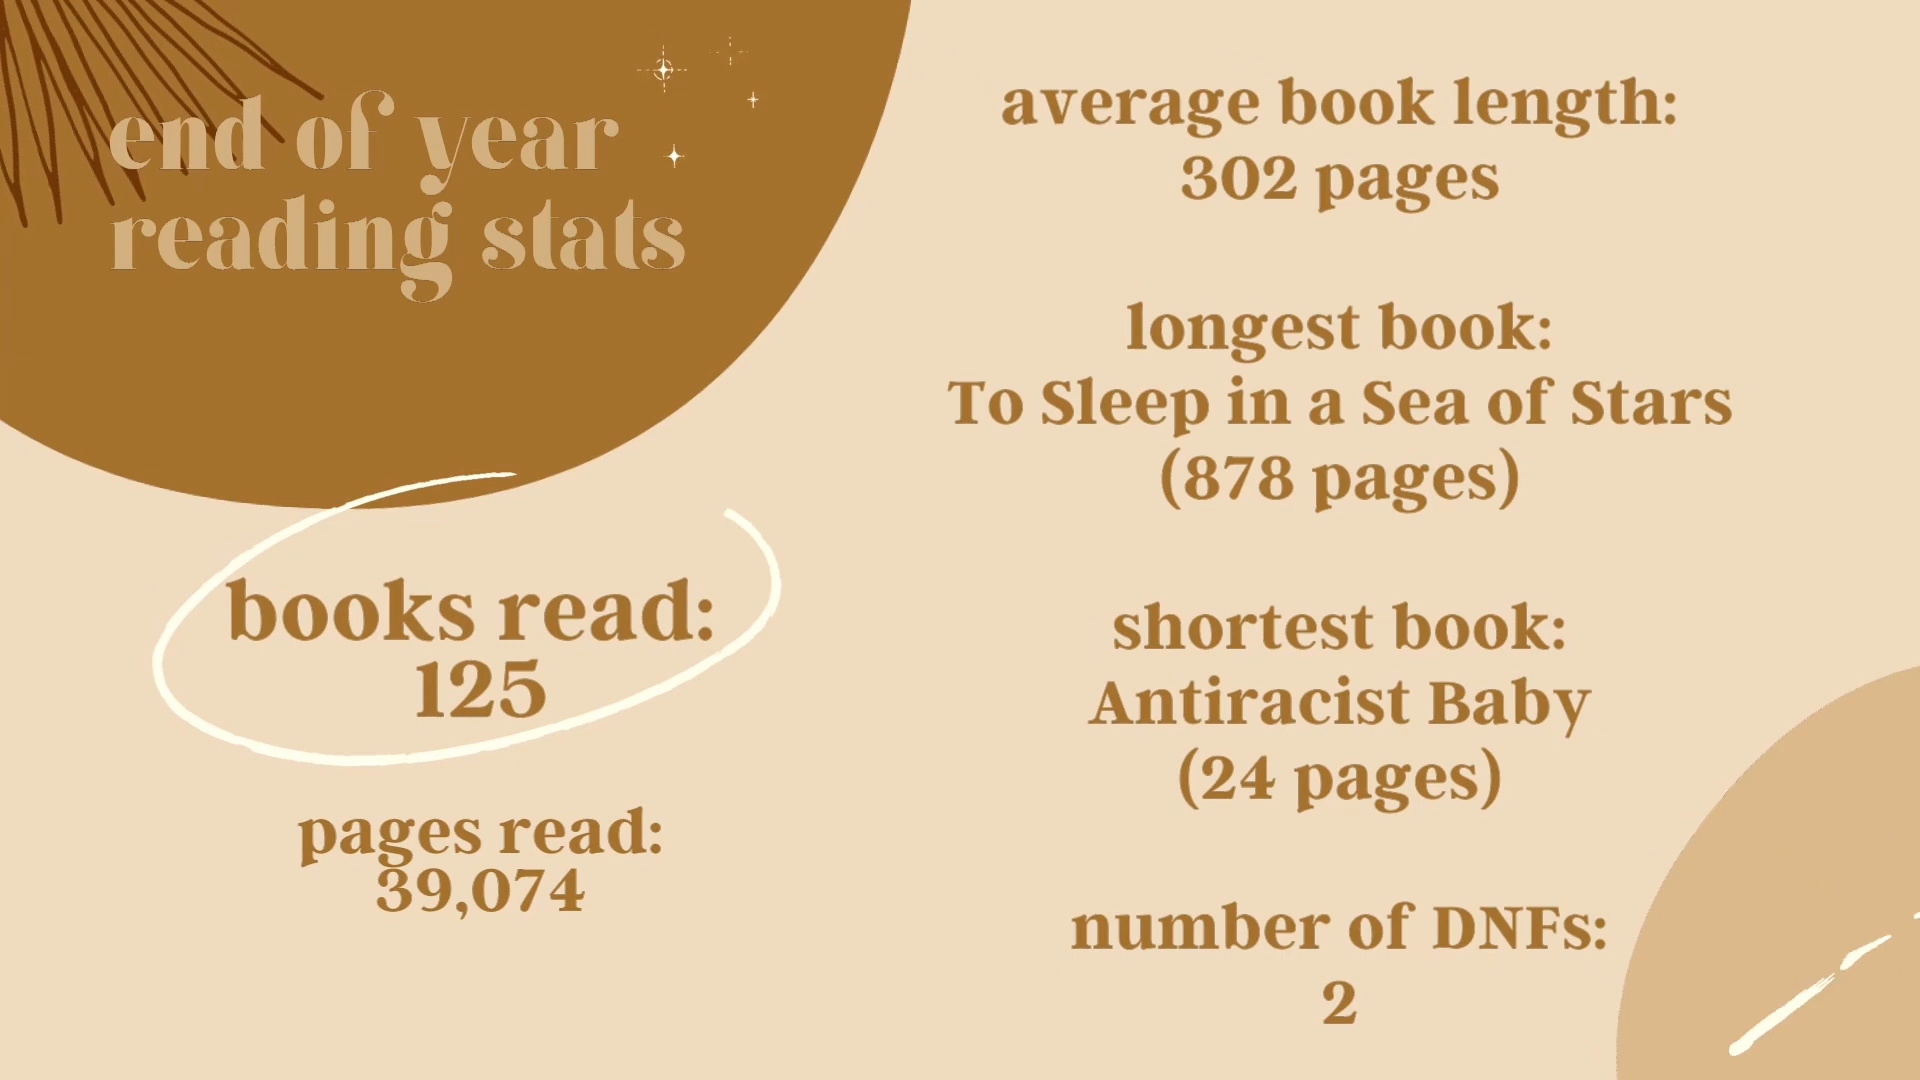 end of year
reading stats
books read:
125
pages read:
39,074
average book length:
302 pages
longest book:
To Sleep in a Sea of Stars
(878 pages)
shortest book:
Antiracist Baby
(24 pages)
number of DNFs:
2